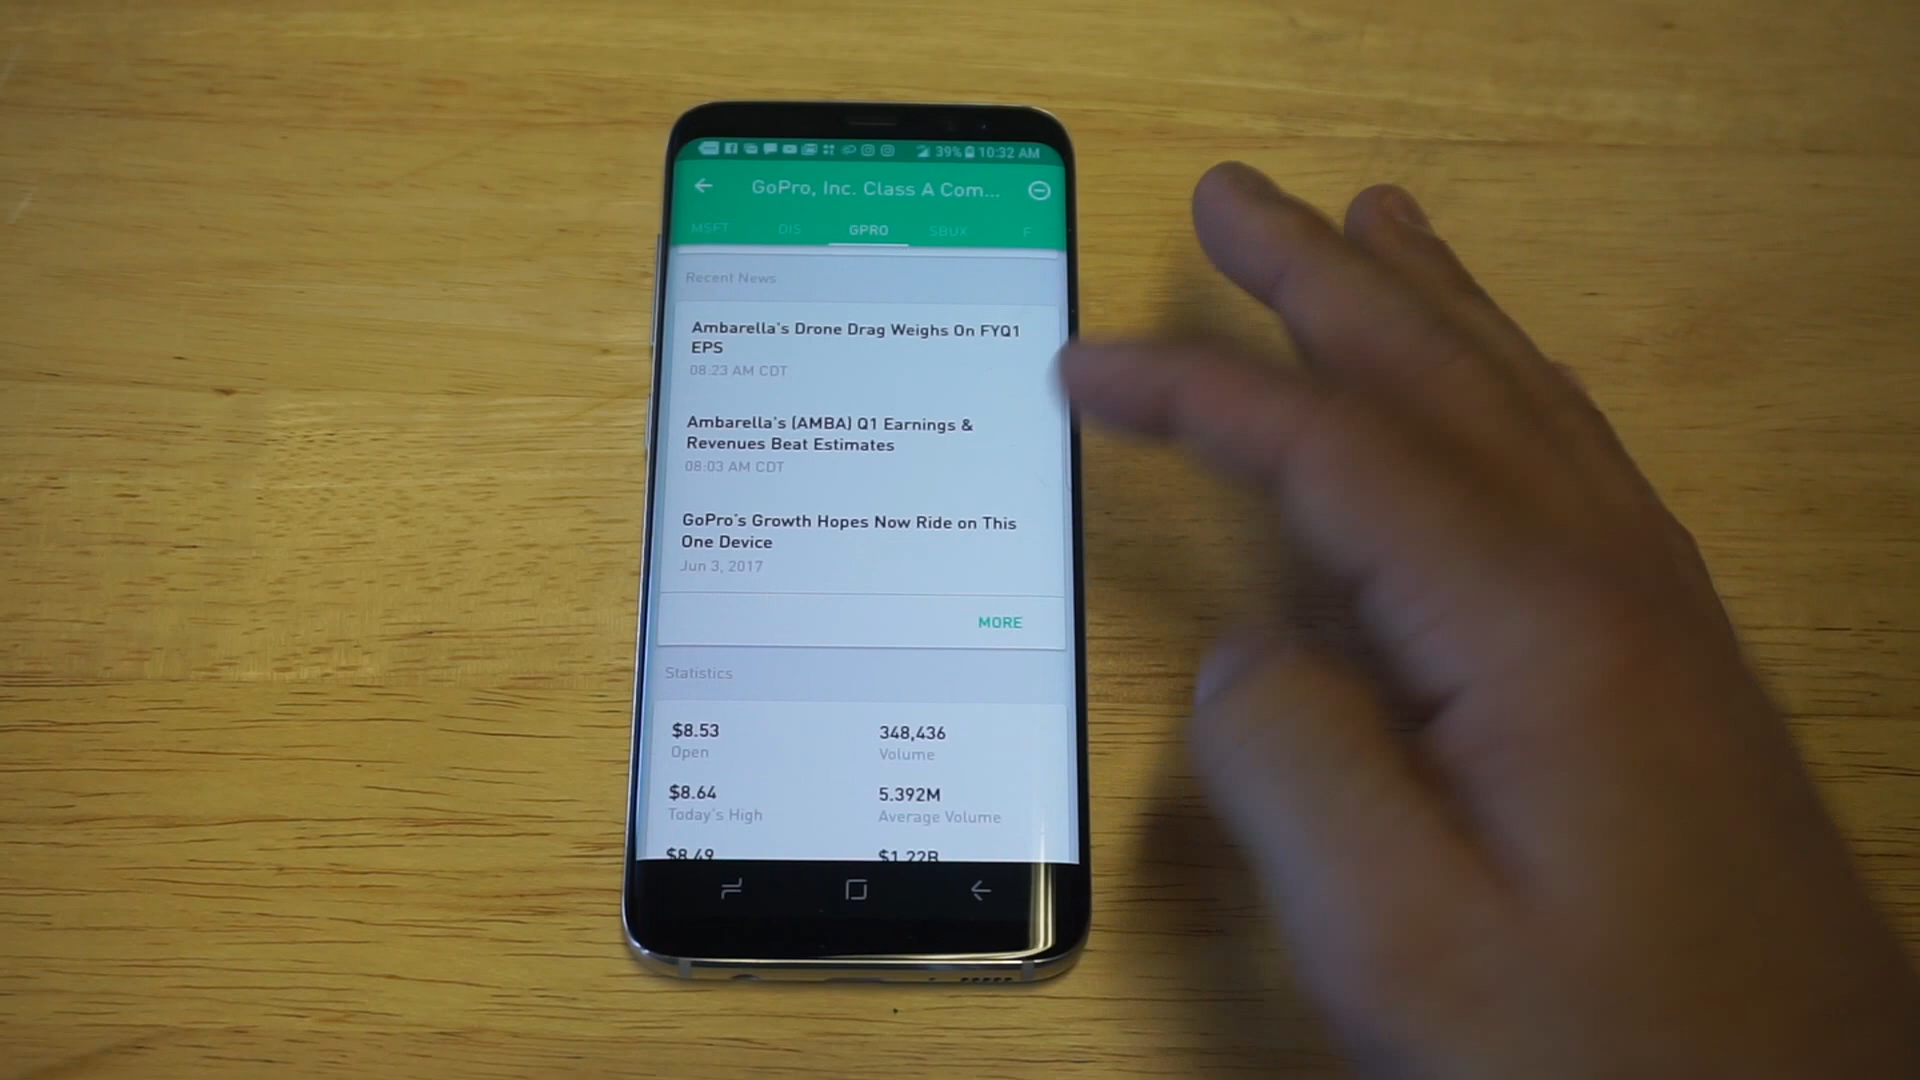 39% 10:32 AM
GoPro, Inc. Class A Com...
MSFT DIS GPRO SBUX F
Recent News
Ambarella's Drone Drag Weighs On FYQ1
EPS
08:23 AM CDT
Ambarella's (AMBA) Q1 Earnings &
Revenues Beat Estimates
08:03 AM CDT
GoPro's Growth Hopes Now Ride on This
One Device
Jun 3, 2017
MORE
Statistics
$8.53 348,436
Open Volume
$8.64 5.392M
Today's High Average Volume
$8.49 $1.22B